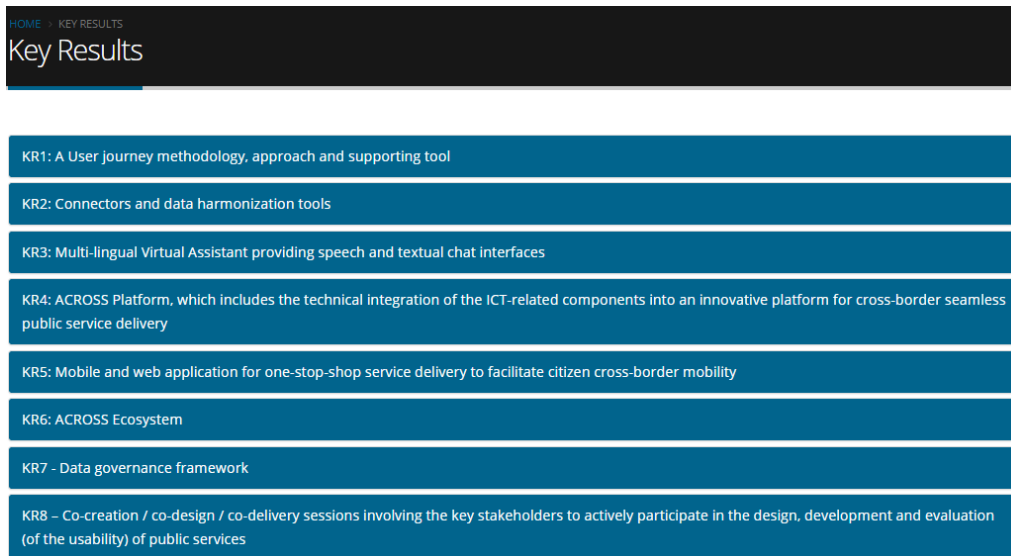 HOME > KEY RESULTS
Key Results
KR1: A User journey methodology, approach and supporting tool
KR2: Connectors and data harmonization tools
KR3: Multi-lingual Virtual Assistant providing speech and textual chat interfaces
KR4: ACROSS Platform, which includes the technical integration of the ICT-related components into an innovative platform for cross-border seamless
public service delivery
KR5: Mobile and web application for one-stop-shop service delivery to facilitate citizen cross-border mobility
KR6: ACROSS Ecosystem
KR7 - Data governance framework
KR8 – Co-creation / co-design / co-delivery sessions involving the key stakeholders to actively participate in the design, development and evaluation
(of the usability) of public services